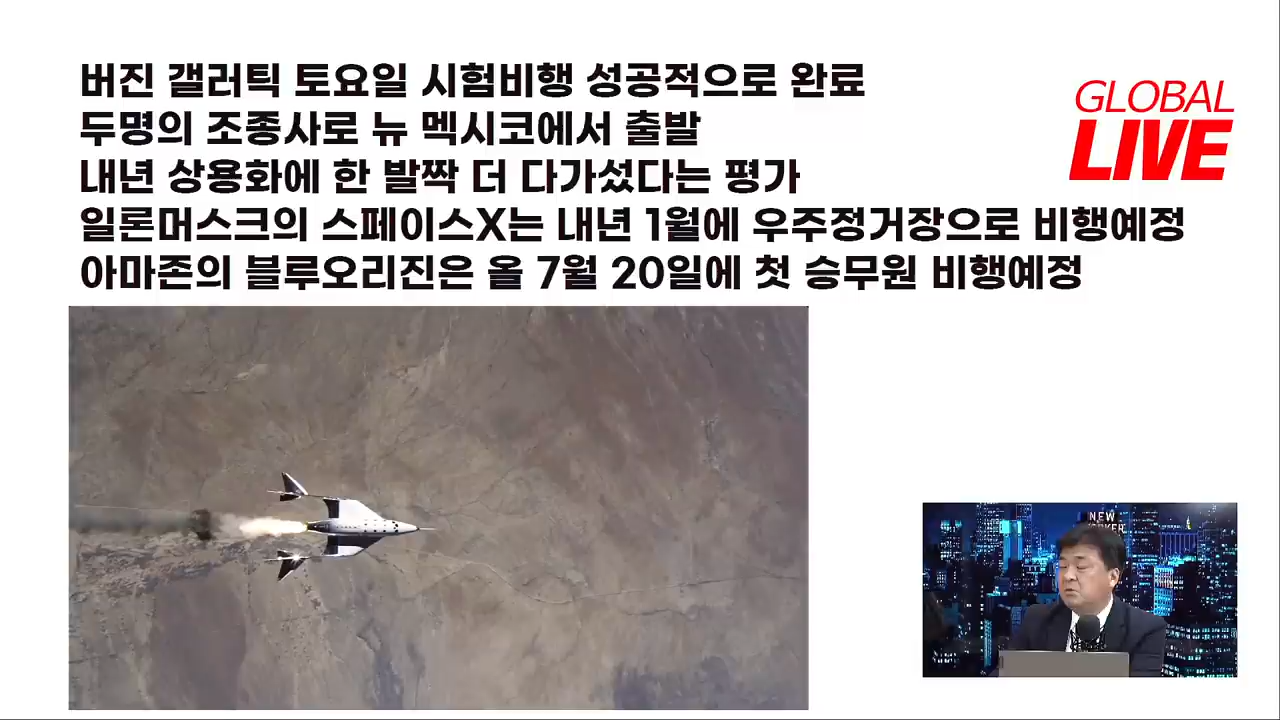 버진 갤러틱 토요일 시험비행 성공적으로 완료
두명의 조종사로 뉴 멕시코에서 출발
내년 상용화에 한 발짝 더 다가섰다는 평가
일론머스크의 스페이스X는 내년 1월에 우주정거장으로 비행예정
아마존의 블루오리진은 올 7월 20일에 첫 승무원 비행예정
GLOBAL
LIVE
NEW